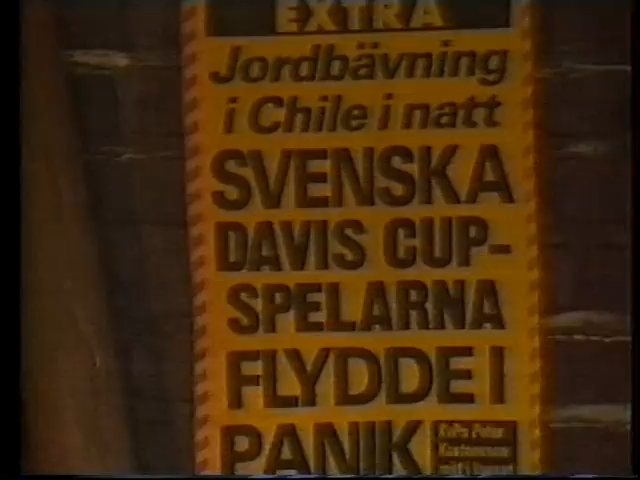 EXTRA
Jordbävning
i Chile i natt
SVENSKA
DAVIS CUP-
SPELARNA
FLYDDE I
PANIK